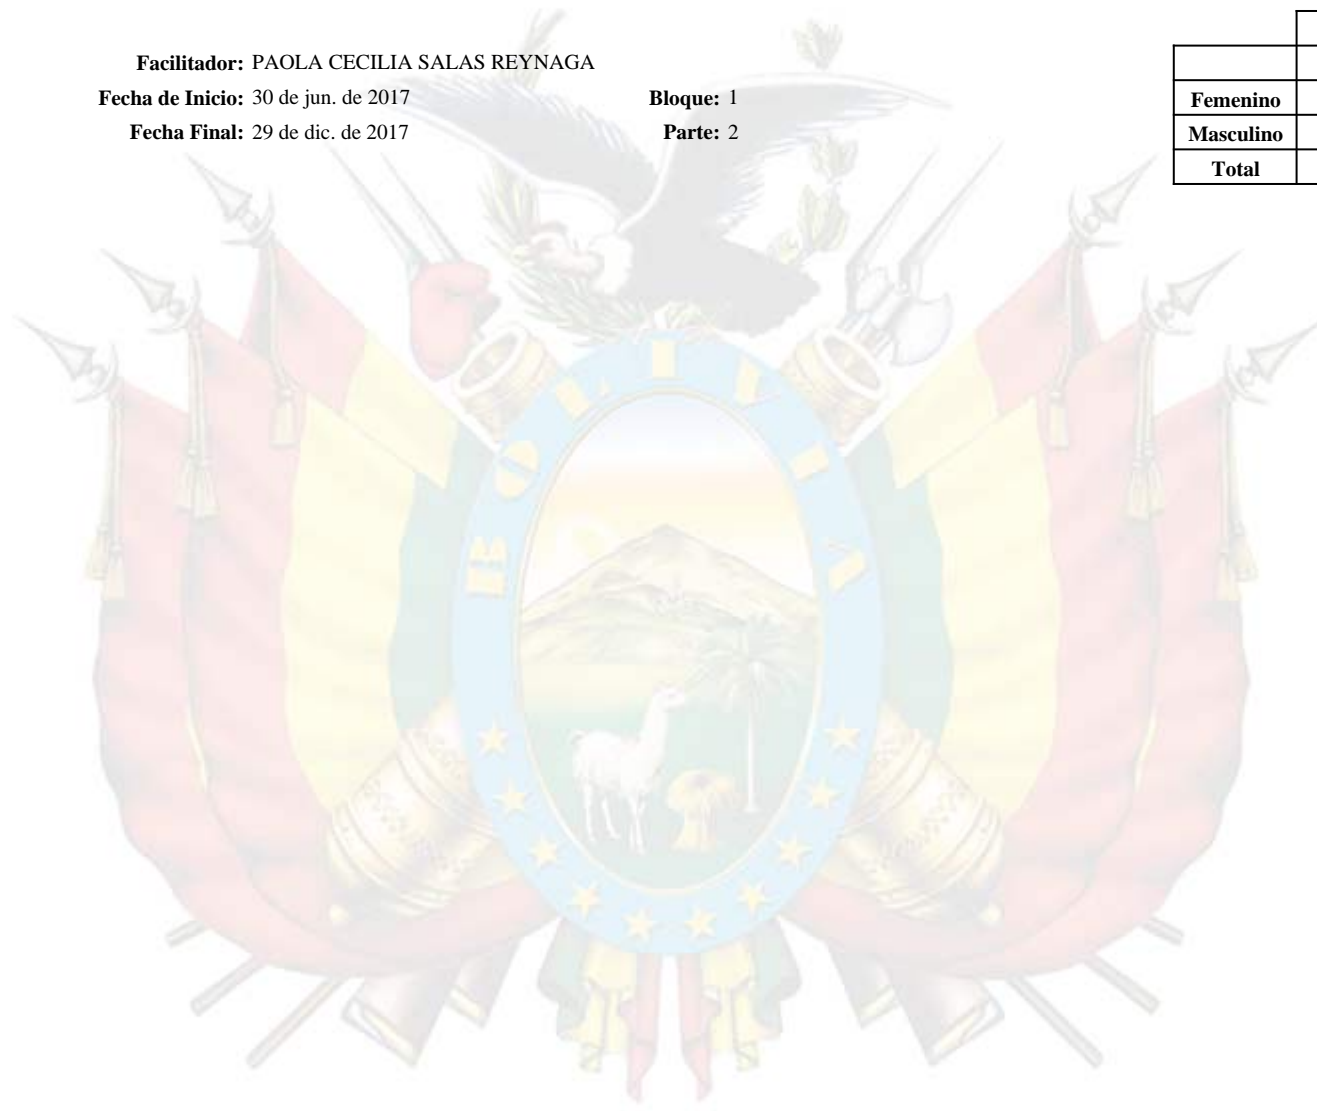 Facilitador: PAOLA CECILIA SALAS REYNAGA
Fecha de Inicio: 30 de jun. de 2017 Bloque: 1
Fecha Final: 29 de dic. de 2017 Parte: 2
Femenino
Masculino
Total
BOLIVIA